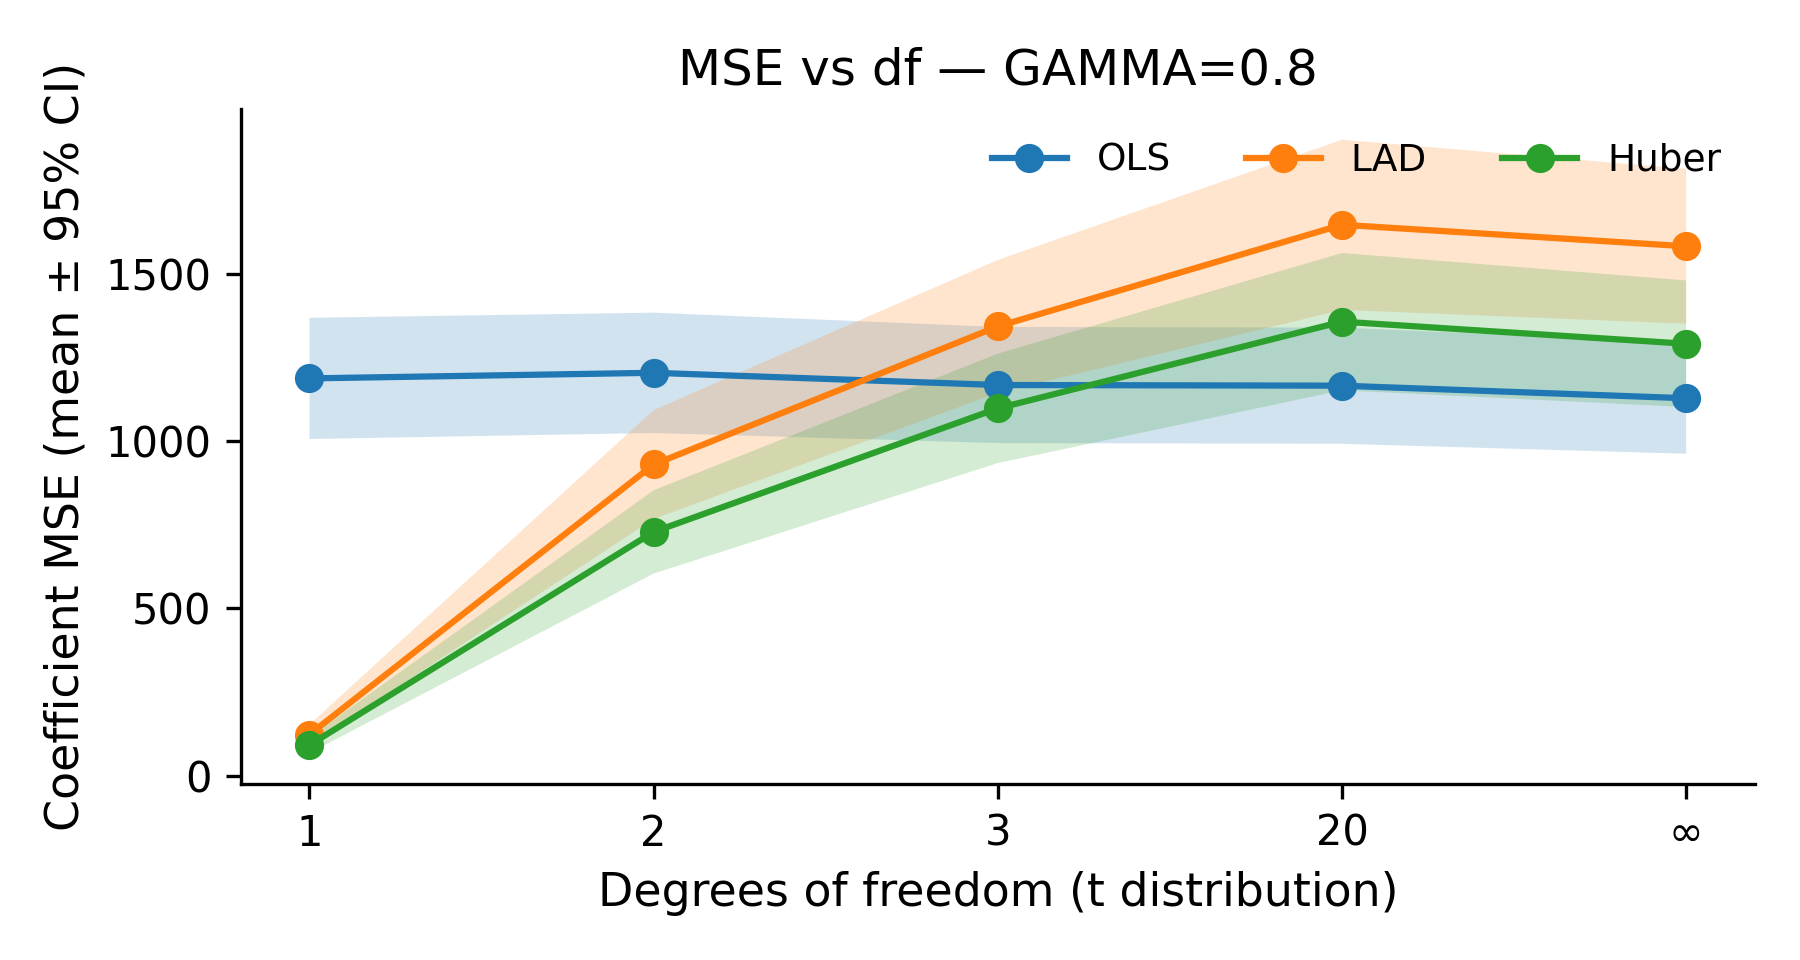 MSE vs df — GAMMA=0.8
OLS LAD Huber
Coefficient MSE (mean ± 95% CI)
1500
1000
500
0
1 2 3 20 ∞
Degrees of freedom (t distribution)